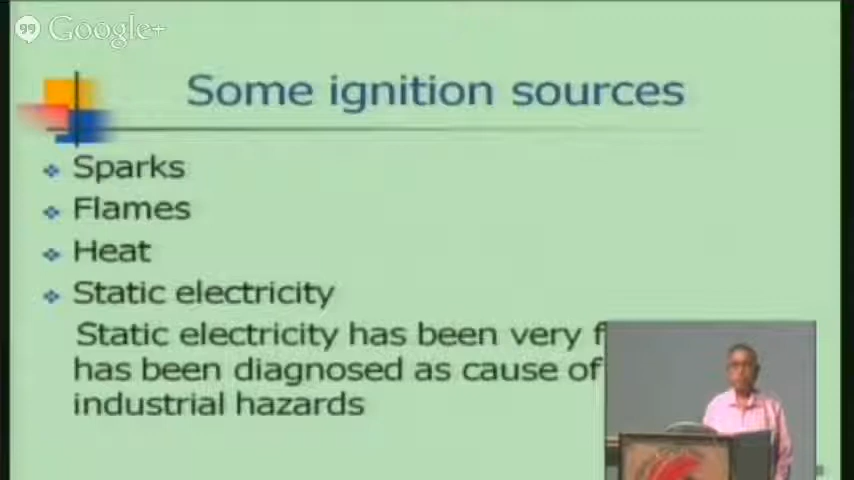 Google+
Some ignition sources
Sparks
Flames
Heat
Static electricity
Static electricity has been very
has been diagnosed as cause of
industrial hazards